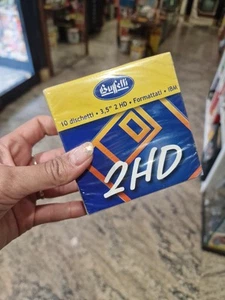 Buffetti
10 dischetti • 3,5" 2 HD • Formattati • IBM
2HD